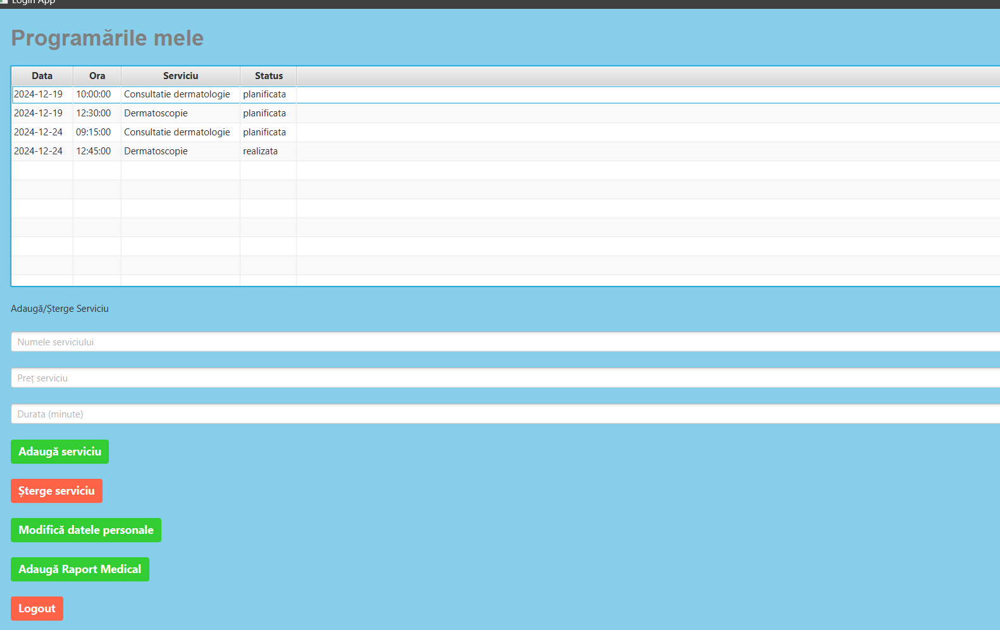 Login App
Programările mele
Data Ora Serviciu Status
2024-12-19 10:00:00 Consultatie dermatologie planificata
2024-12-19 12:30:00 Dermatoscopie planificata
2024-12-24 09:15:00 Consultatie dermatologie planificata
2024-12-24 12:45:00 Dermatoscopie realizata
Adaugă/Șterge Serviciu
Numele serviciului
Preț serviciu
Durata (minute)
Adaugă serviciu
Șterge serviciu
Modifică datele personale
Adaugă Raport Medical
Logout